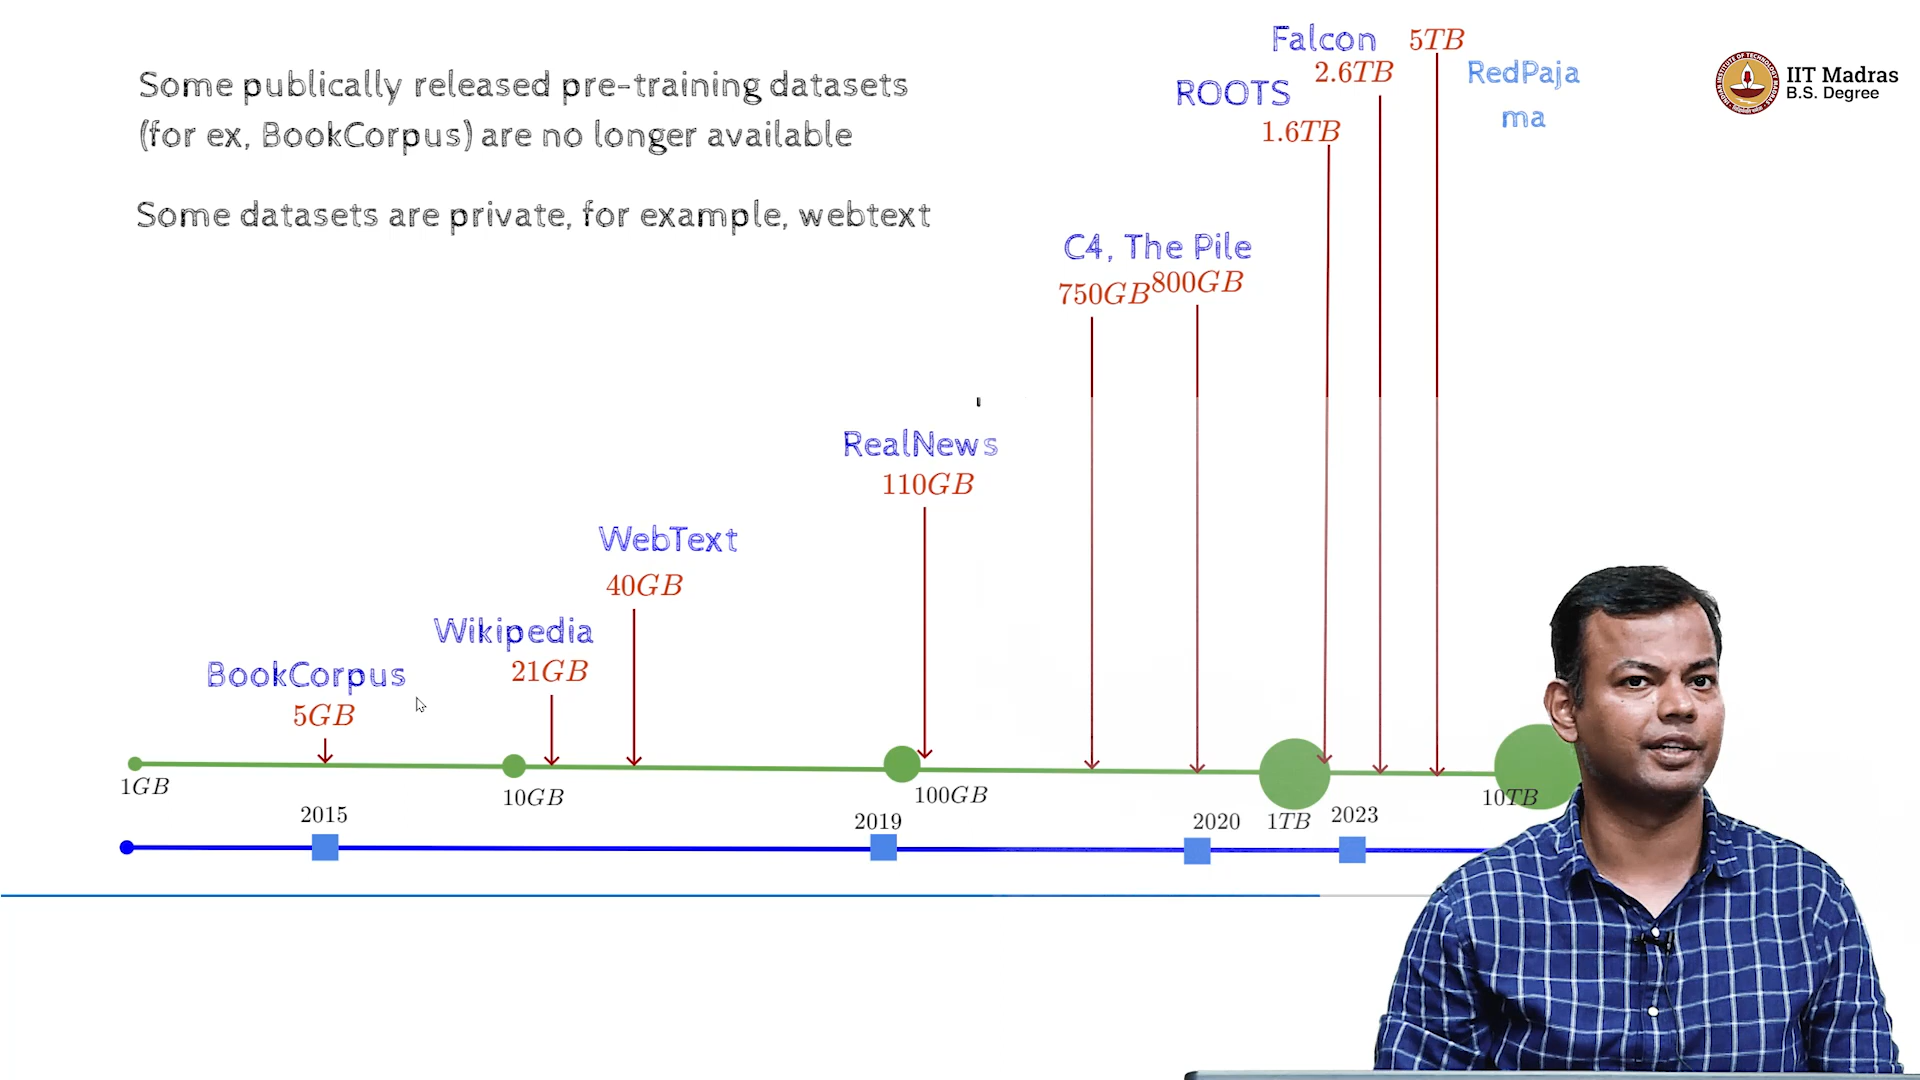 Some publically released pre-training datasets
(for ex, BookCorpus) are no longer available
Some datasets are private, for example, webtext
Falcon
2.6TB
5TB
RedPaja
ma
ROOTS
1.6TB
IIT Madras
B.S. Degree
C4, The Pile
750GB
800GB
RealNews
110GB
WebText
40GB
Wikipedia
21GB
BookCorpus
5GB
1GB
10GB
100GB
1TB
10TB
2015
2019
2020
2023